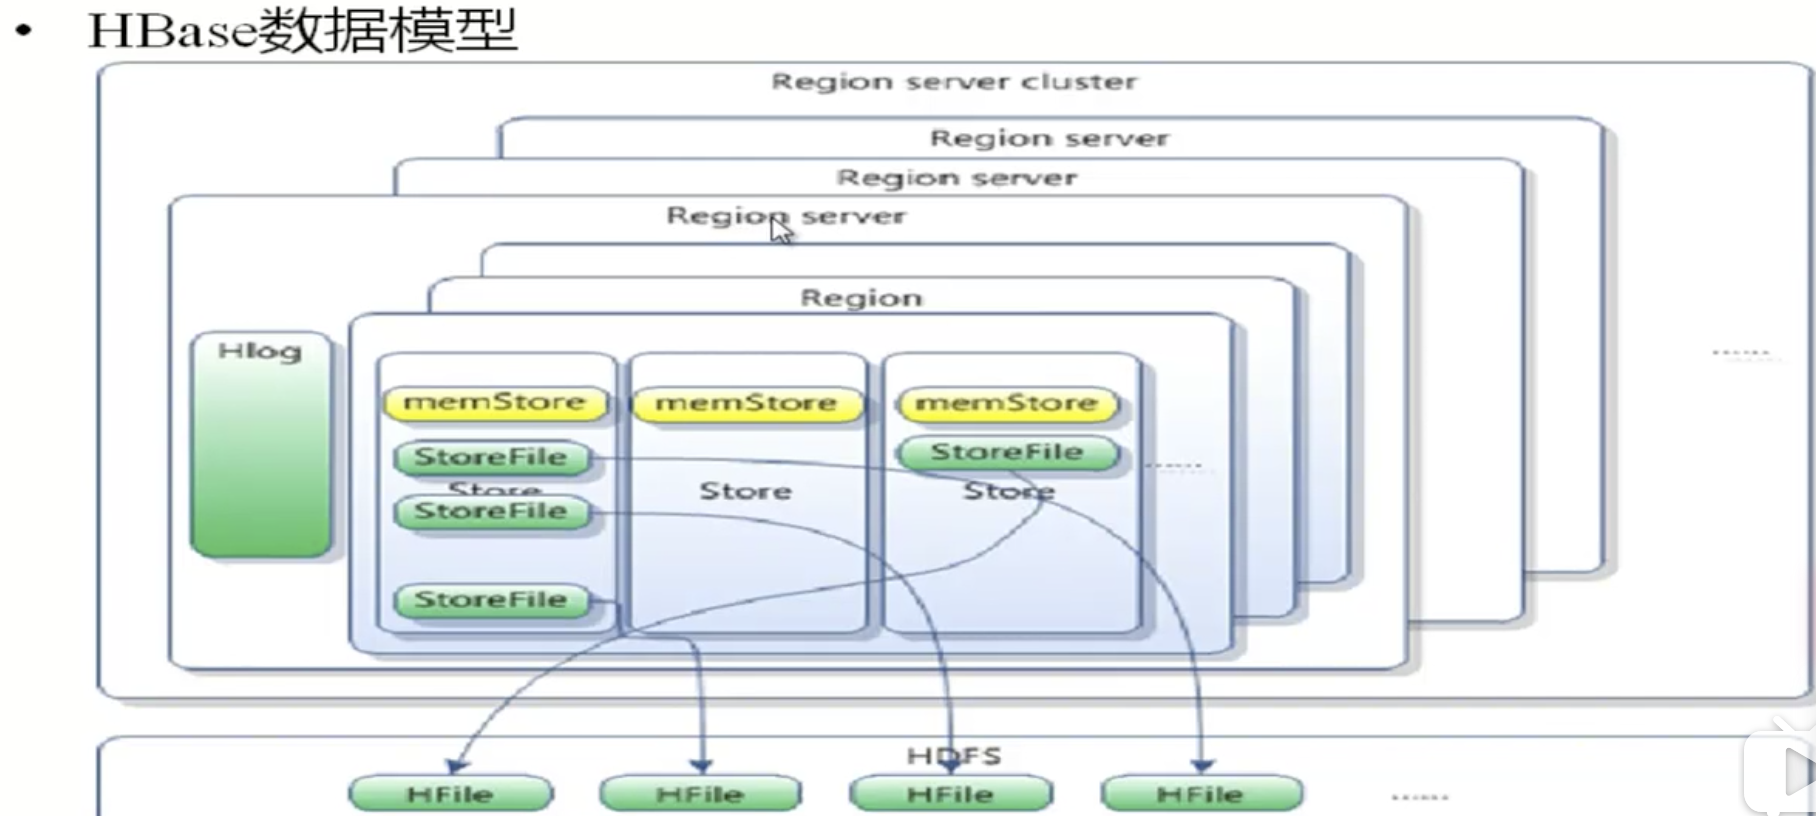 • HBase数据模型
Region server cluster
Region server
Region server
Region server
Region
Hlog
memStore memStore memStore
StoreFile StoreFile
Store Store Store
StoreFile
StoreFile
HDFS
HFile HFile HFile HFile